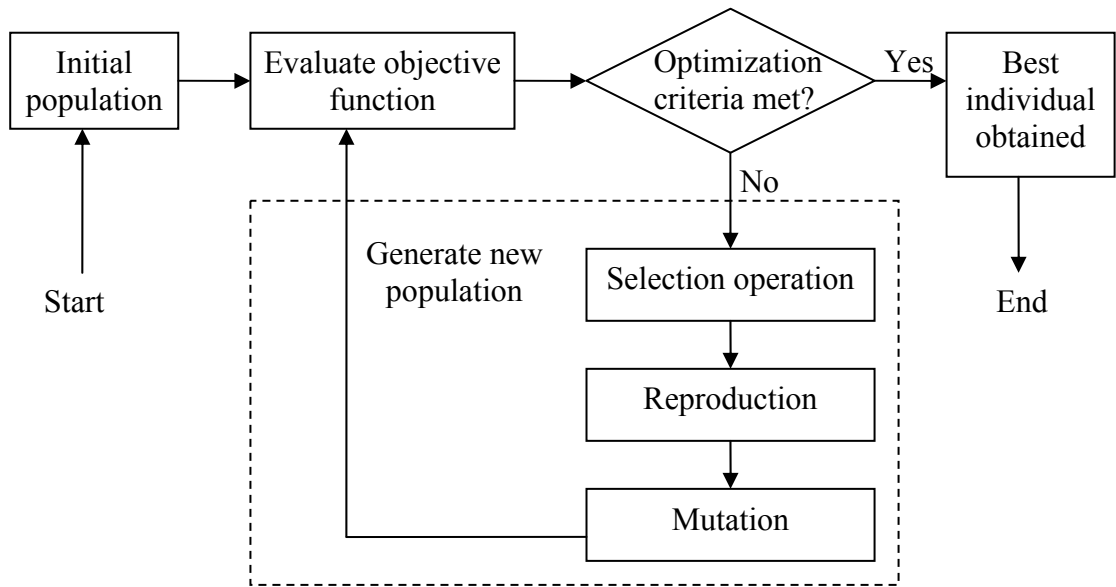 Initial
population
Evaluate objective
function
Optimization
criteria met?
Yes
Best
individual
obtained
No
Generate new
population
Selection operation
Start
End
Reproduction
Mutation